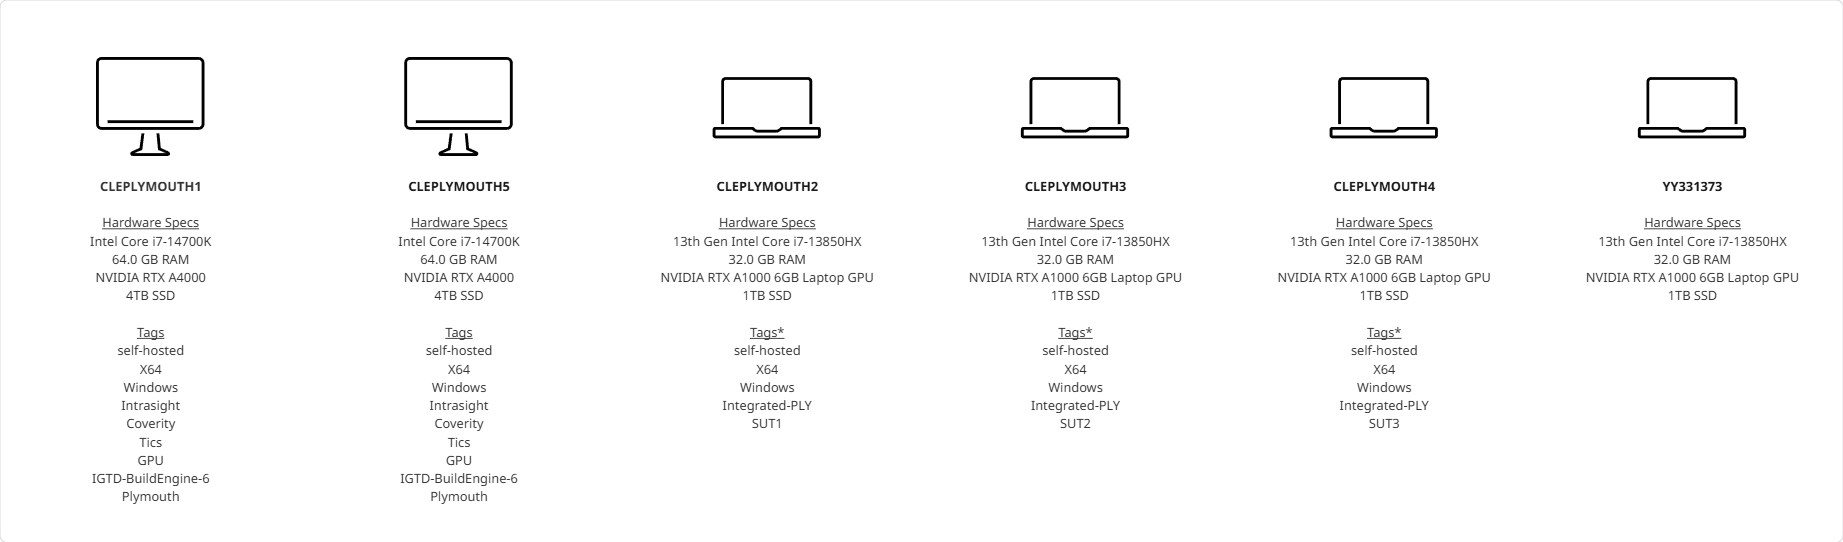 CLEPLYMOUTH1
Hardware Specs
Intel Core i7-14700K
64.0 GB RAM
NVIDIA RTX A4000
4TB SSD
Tags
self-hosted
X64
Windows
Intrasight
Coverity
Tics
GPU
IGTD-BuildEngine-6
Plymouth
CLEPLYMOUTH5
Hardware Specs
Intel Core i7-14700K
64.0 GB RAM
NVIDIA RTX A4000
4TB SSD
Tags
self-hosted
X64
Windows
Intrasight
Coverity
Tics
GPU
IGTD-BuildEngine-6
Plymouth
CLEPLYMOUTH2
Hardware Specs
13th Gen Intel Core i7-13850HX
32.0 GB RAM
NVIDIA RTX A1000 6GB Laptop GPU
1TB SSD
Tags*
self-hosted
X64
Windows
Integrated-PLY
SUT1
CLEPLYMOUTH3
Hardware Specs
13th Gen Intel Core i7-13850HX
32.0 GB RAM
NVIDIA RTX A1000 6GB Laptop GPU
1TB SSD
Tags*
self-hosted
X64
Windows
Integrated-PLY
SUT2
CLEPLYMOUTH4
Hardware Specs
13th Gen Intel Core i7-13850HX
32.0 GB RAM
NVIDIA RTX A1000 6GB Laptop GPU
1TB SSD
Tags*
self-hosted
X64
Windows
Integrated-PLY
SUT3
YY331373
Hardware Specs
13th Gen Intel Core i7-13850HX
32.0 GB RAM
NVIDIA RTX A1000 6GB Laptop GPU
1TB SSD